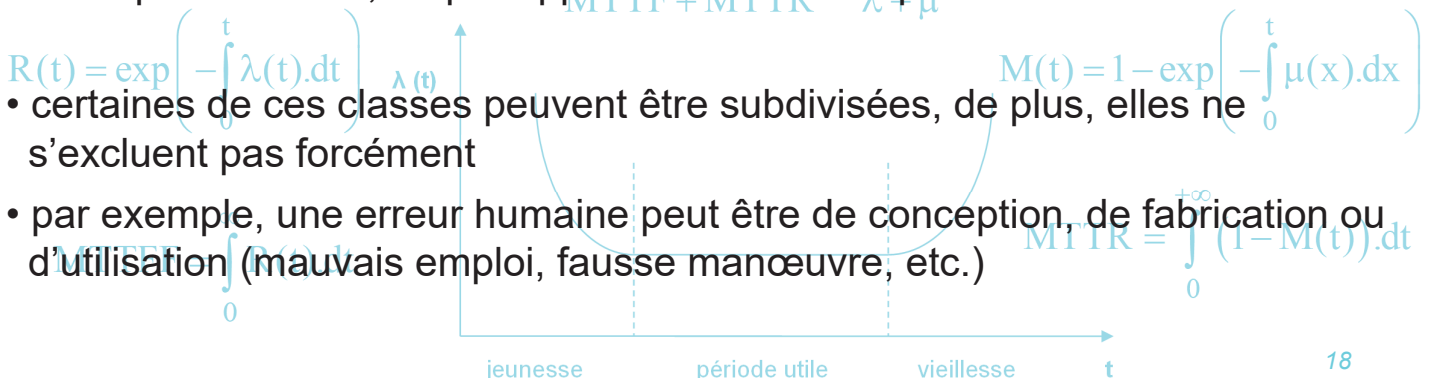 MTTF + MTTR λ + μ
R(t) = exp(−∫₀ᵗ λ(t).dt)
λ (t)
M(t) = 1 − exp(−∫₀ᵗ μ(x).dx)
• certaines de ces classes peuvent être subdivisées, de plus, elles ne
s’excluent pas forcément
• par exemple, une erreur humaine peut être de conception, de fabrication ou
d’utilisation (mauvais emploi, fausse manœuvre, etc.)
MTTR = ∫₀⁺∞ (1 − M(t)).dt
jeunesse période utile vieillesse t
18